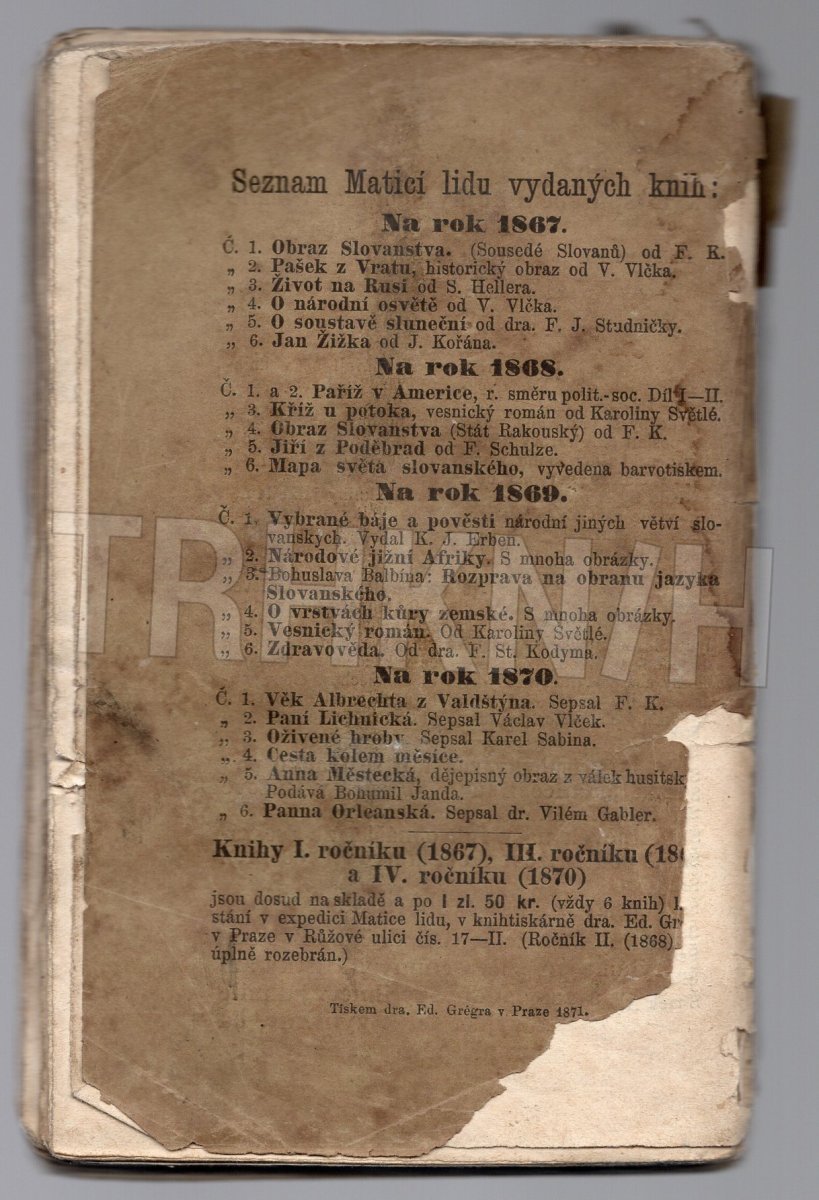 Seznam Maticí lidu vydaných knih:
Na rok 1867.
Č. 1. Obraz Slovanstva. (Sousedé Slovanů) od F. K.
„ 2. Pašek z Vratu, historický obraz od V. Vlčka.
„ 3. Život na Rusi od S. Hellera.
„ 4. O národní osvětě od V. Vlčka.
„ 5. O soustavě sluneční od dra. F. J. Studničky.
„ 6. Jan Žižka od J. Kořána.
Na rok 1868.
Č. 1. a 2. Paříž v Americe, r. směru polit.-soc. Díl I—II.
„ 3. Kříž u potoka, vesnický román od Karoliny Světlé.
„ 4. Obraz Slovanstva (Stát Rakouský) od F. K.
„ 5. Jiří z Poděbrad od F. Schulze.
„ 6. Mapa světa slovanského, vyvedena barvotiskem.
Na rok 1869.
Č. 1. Vybrané báje a pověsti národní jiných větví slo-
vanských. Vydal K. J. Erben.
„ 2. Národové jižní Afriky. S mnoha obrázky.
„ 3. Bohuslava Balbína: Rozprava na obranu jazyka
Slovanského.
„ 4. O vrstvách kůry zemské. S mnoha obrázky.
„ 5. Vesnický román. Od Karoliny Světlé.
„ 6. Zdravověda. Od dra. F. St. Kodyma.
Na rok 1870.
Č. 1. Věk Albrechta z Valdštýna. Sepsal F. K.
„ 2. Paní Lichnická. Sepsal Václav Vlček.
„ 3. Oživené hroby. Sepsal Karel Sabina.
„ 4. Cesta kolem měsíce.
„ 5. Anna Městecká, dějepisný obraz z válek husitsk
Podává Bohumil Janda.
„ 6. Panna Orleanská. Sepsal dr. Vilém Gabler.
Knihy I. ročníku (1867), III. ročníku (18
a IV. ročníku (1870)
jsou dosud na skladě a po 1 zl. 50 kr. (vždy 6 knih)
stání v expedici Matice lidu, v knihtiskárně dra. Ed. Gr
v Praze v Růžové ulici čís. 17—II. (Ročník II. (1868)
úplně rozebrán.)
Tiskem dra. Ed. Grégra v Praze 1871.